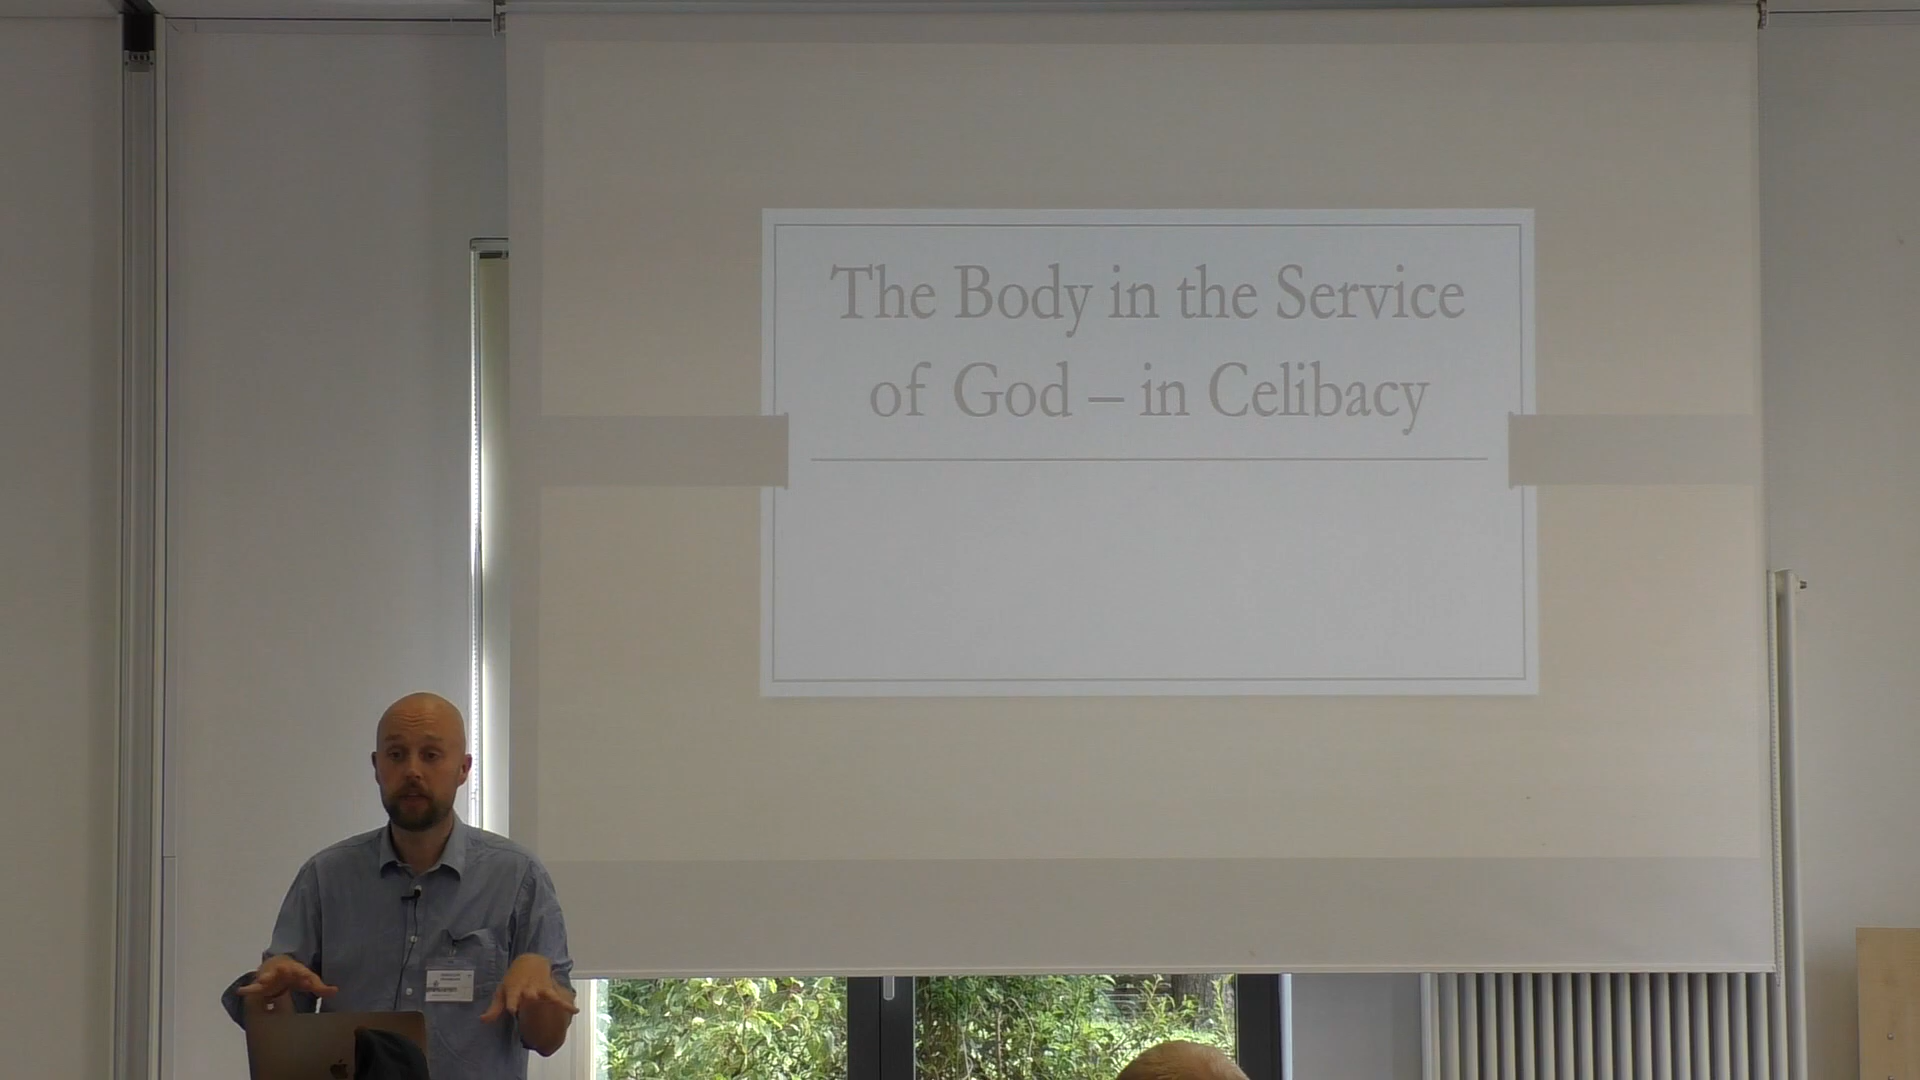 The Body in the Service
of God – in Celibacy